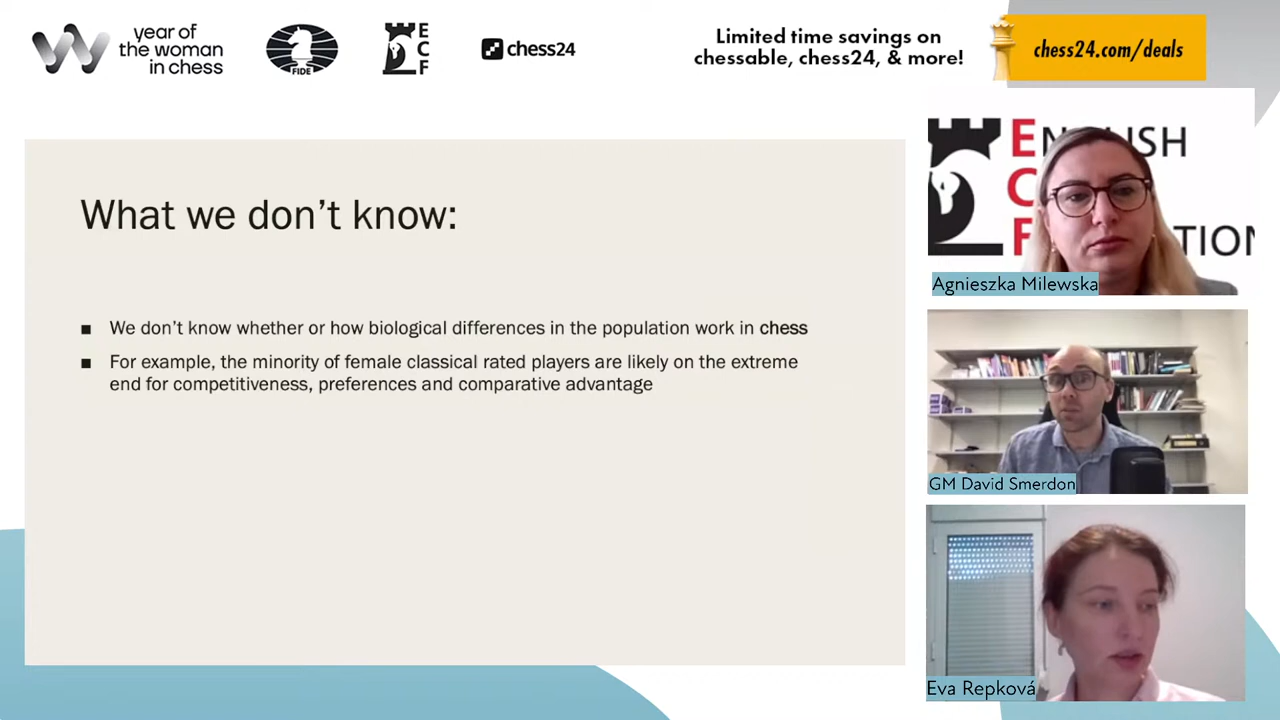 year of
the woman
in chess
FIDE
E
C
F
chess24
Limited time savings on
chessable, chess24, & more!
chess24.com/deals
What we don't know:
■ We don't know whether or how biological differences in the population work in chess
■ For example, the minority of female classical rated players are likely on the extreme
end for competitiveness, preferences and comparative advantage
Agnieszka Milewska
GM David Smerdon
Eva Repková